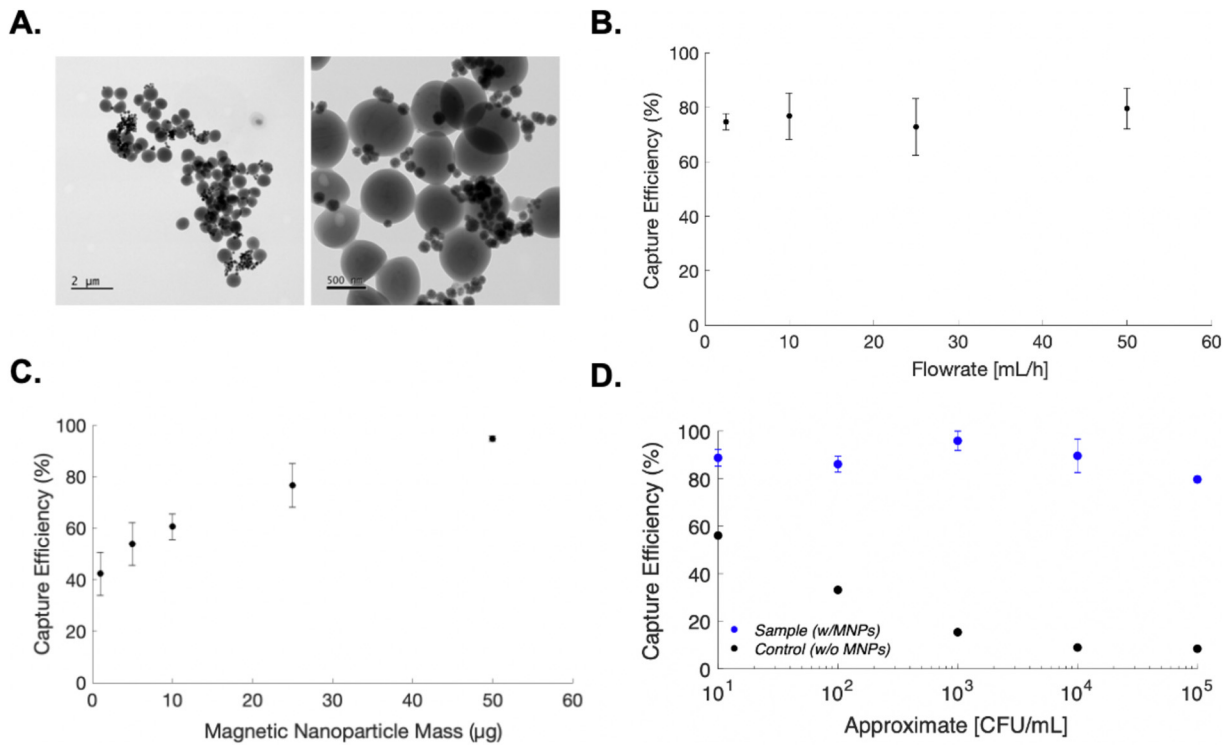 A.
2 µm
500 nm
B.
100
80
60
40
20
0
Capture Efficiency (%)
0 10 20 30 40 50 60
Flowrate [mL/h]
C.
100
80
60
40
20
0
Capture Efficiency (%)
0 10 20 30 40 50 60
Magnetic Nanoparticle Mass (µg)
D.
100
80
60
40
20
0
Capture Efficiency (%)
Sample (w/MNPs)
Control (w/o MNPs)
10¹ 10² 10³ 10⁴ 10⁵
Approximate [CFU/mL]